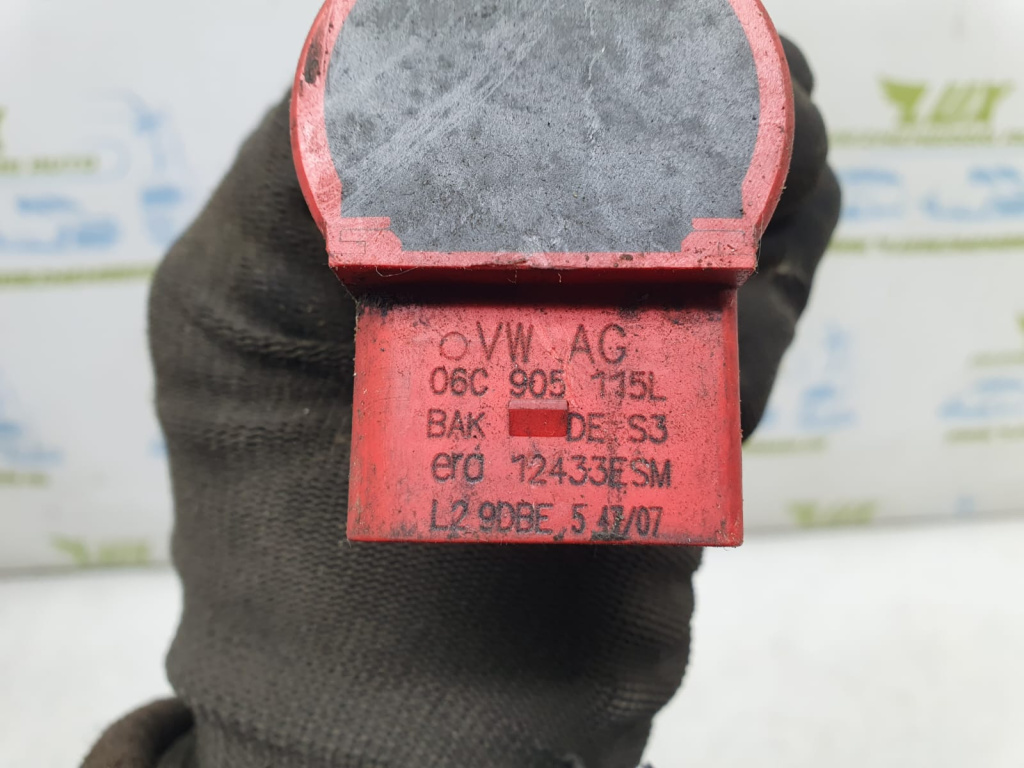 VW AG
06C 905 115L
BAK DE S3
erd 12433ESM
L2 9DBE 5 47/07